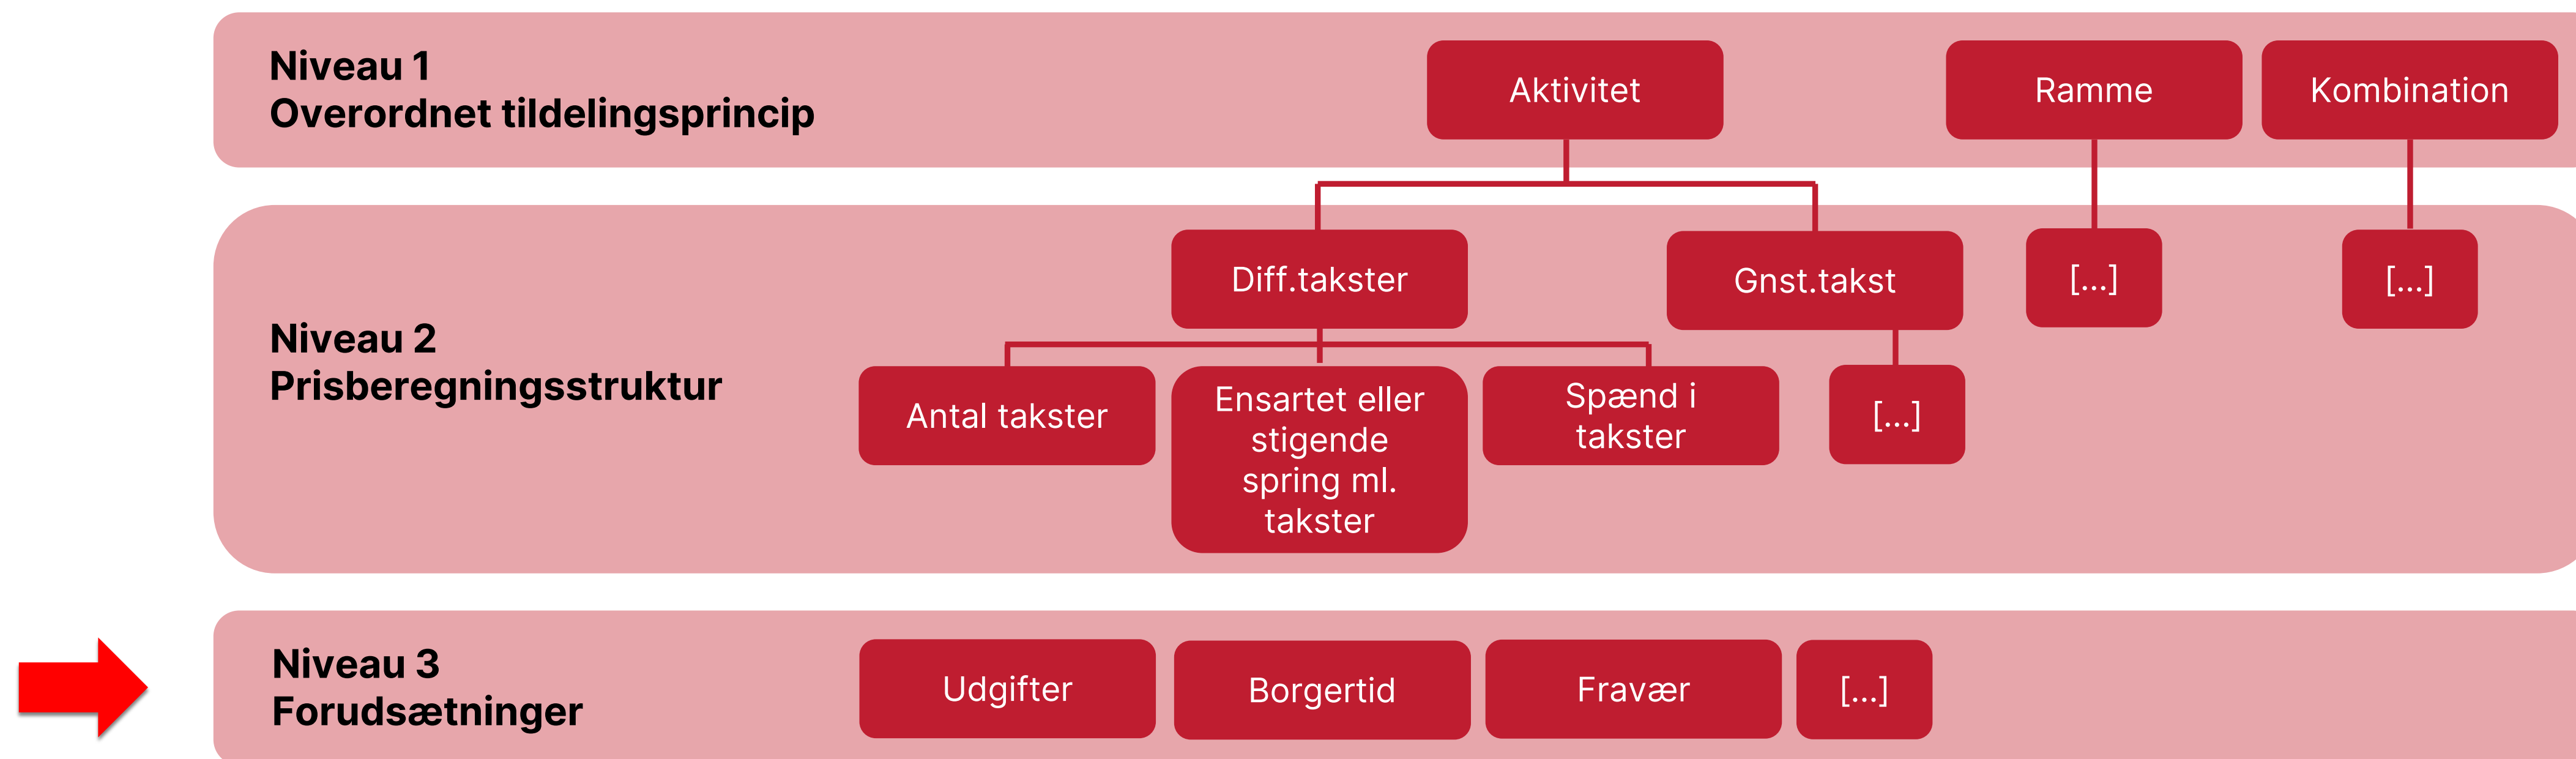 Niveau 1
Overordnet tildelingsprincip
Aktivitet
Ramme
Kombination
Niveau 2
Prisberegningsstruktur
Diff.takster
Gnst.takst
[...]
[...]
Antal takster
Ensartet eller
stigende
spring ml.
takster
Spænd i
takster
[...]
Niveau 3
Forudsætninger
Udgifter
Borgertid
Fravær
[...]